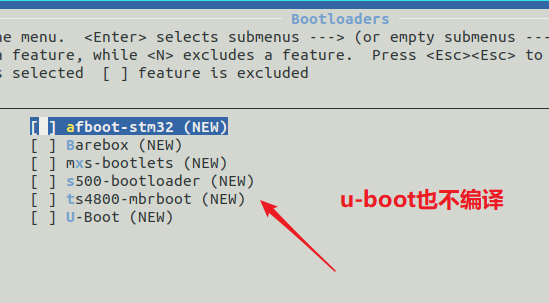 Bootloaders
he menu.  <Enter> selects submenus ---> (or empty submenus ---
a feature, while <N> excludes a feature.  Press <Esc><Esc> to
s selected  [ ] feature is excluded
[ ] afboot-stm32 (NEW)
[ ] Barebox (NEW)
[ ] mxs-bootlets (NEW)
[ ] s500-bootloader (NEW)
[ ] ts4800-mbrboot (NEW)
[ ] U-Boot (NEW)
u-boot也不编译